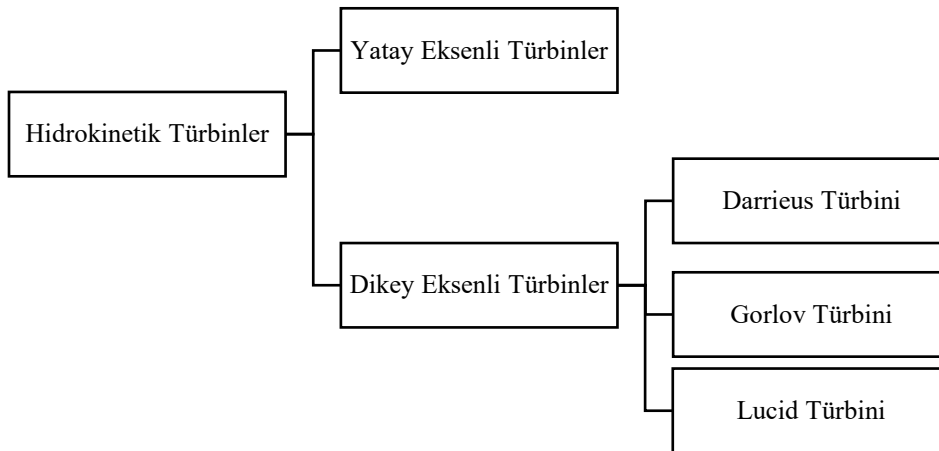 Yatay Eksenli Türbinler
Hidrokinetik Türbinler
Darrieus Türbini
Dikey Eksenli Türbinler
Gorlov Türbini
Lucid Türbini